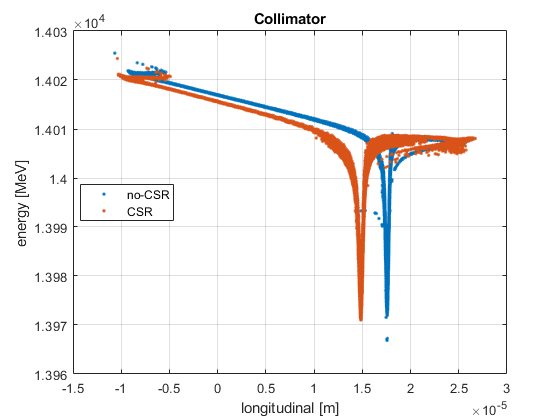 Collimator
×10⁴
1.403
1.402
1.401
1.4
1.399
1.398
1.397
1.396
energy [MeV]
no-CSR
CSR
-1.5 -1 -0.5 0 0.5 1 1.5 2 2.5 3
longitudinal [m]
×10⁻⁵